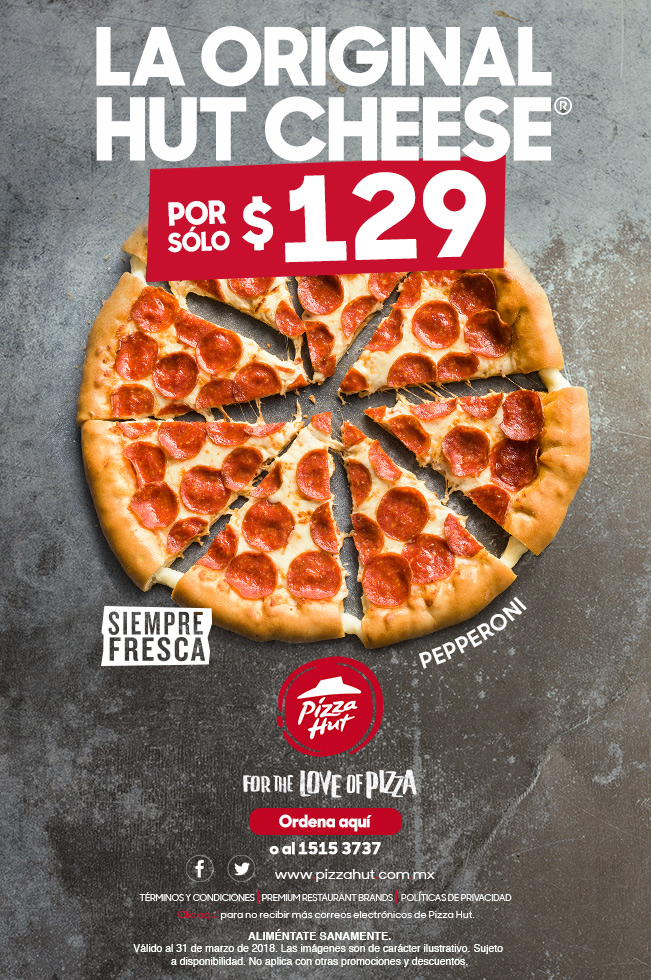 LA ORIGINAL
HUT CHEESE®
POR
SÓLO $129
SIEMPRE
FRESCA
PEPPERONI
Pizza
Hut
FOR THE LOVE OF PIZZA
Ordena aquí
o al 1515 3737
www.pizzahut.com.mx
TÉRMINOS Y CONDICIONES | PREMIUM RESTAURANT BRANDS | POLÍTICAS DE PRIVACIDAD
para no recibir más correos electrónicos de Pizza Hut.
ALIMÉNTATE SANAMENTE.
Válido al 31 de marzo de 2018. Las imágenes son de carácter ilustrativo. Sujeto
a disponibilidad. No aplica con otras promociones y descuentos.